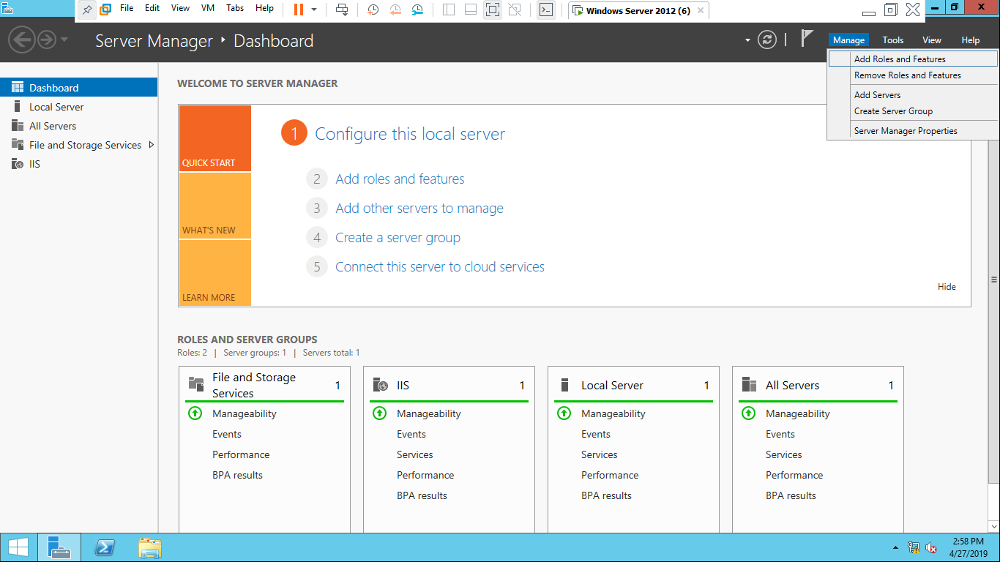 File Edit View VM Tabs Help
Windows Server 2012 (6)
Server Manager Dashboard
Manage Tools View Help
Add Roles and Features
Remove Roles and Features
Add Servers
Create Server Group
Server Manager Properties
Dashboard
Local Server
All Servers
File and Storage Services
IIS
WELCOME TO SERVER MANAGER
QUICK START
WHAT'S NEW
LEARN MORE
1 Configure this local server
2 Add roles and features
3 Add other servers to manage
4 Create a server group
5 Connect this server to cloud services
Hide
ROLES AND SERVER GROUPS
Roles: 2 | Server groups: 1 | Servers total: 1
File and Storage
Services
1
Manageability
Events
Performance
BPA results
IIS 1
Manageability
Events
Services
Performance
BPA results
Local Server 1
Manageability
Events
Services
Performance
BPA results
All Servers 1
Manageability
Events
Services
Performance
BPA results
2:58 PM
4/27/2019